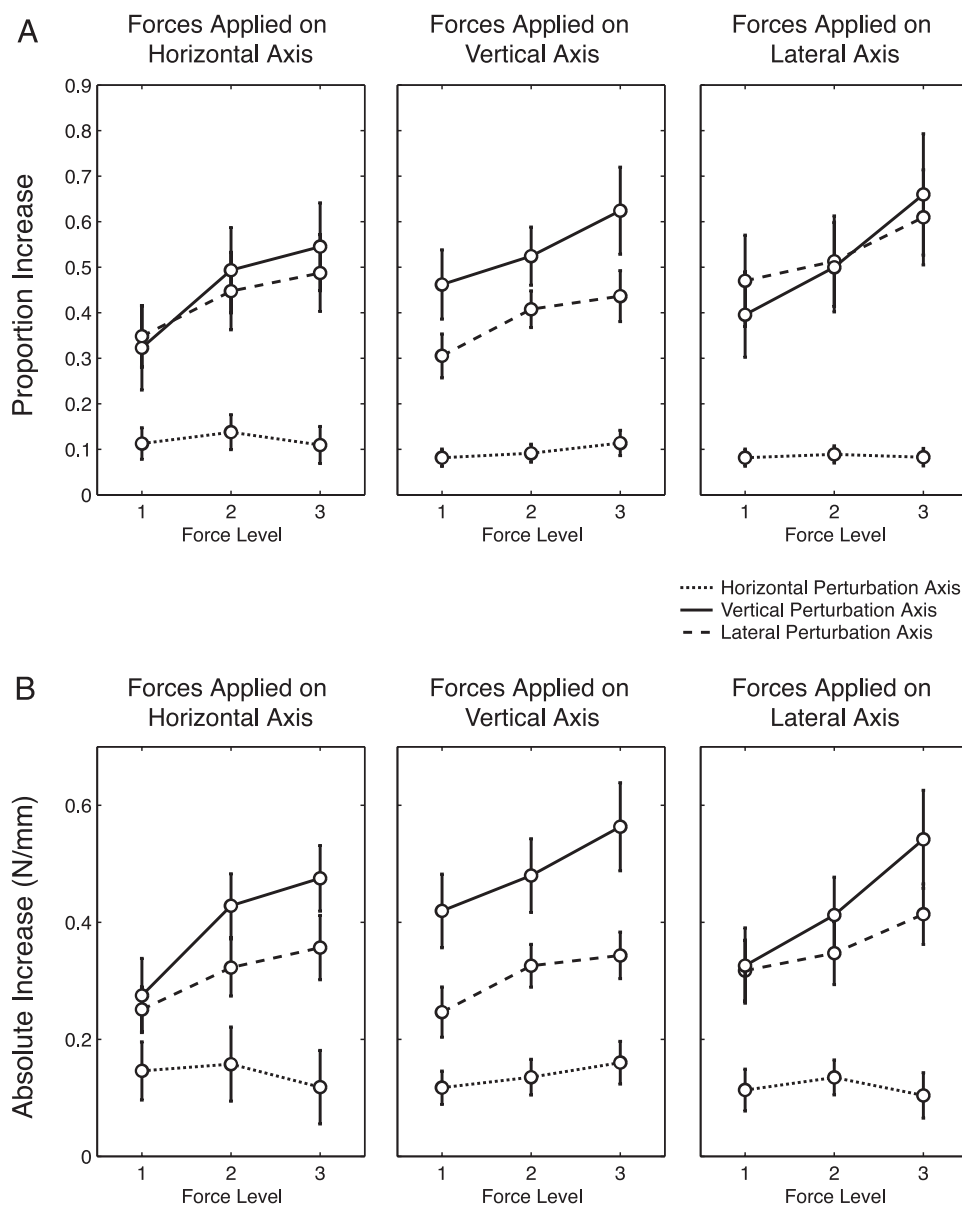 A
Forces Applied on
Horizontal Axis
Forces Applied on
Vertical Axis
Forces Applied on
Lateral Axis
Proportion Increase
0.9
0.8
0.7
0.6
0.5
0.4
0.3
0.2
0.1
0
1 2 3
Force Level
1 2 3
Force Level
1 2 3
Force Level
Horizontal Perturbation Axis
Vertical Perturbation Axis
Lateral Perturbation Axis
B
Forces Applied on
Horizontal Axis
Forces Applied on
Vertical Axis
Forces Applied on
Lateral Axis
Absolute Increase (N/mm)
0.6
0.4
0.2
0
1 2 3
Force Level
1 2 3
Force Level
1 2 3
Force Level